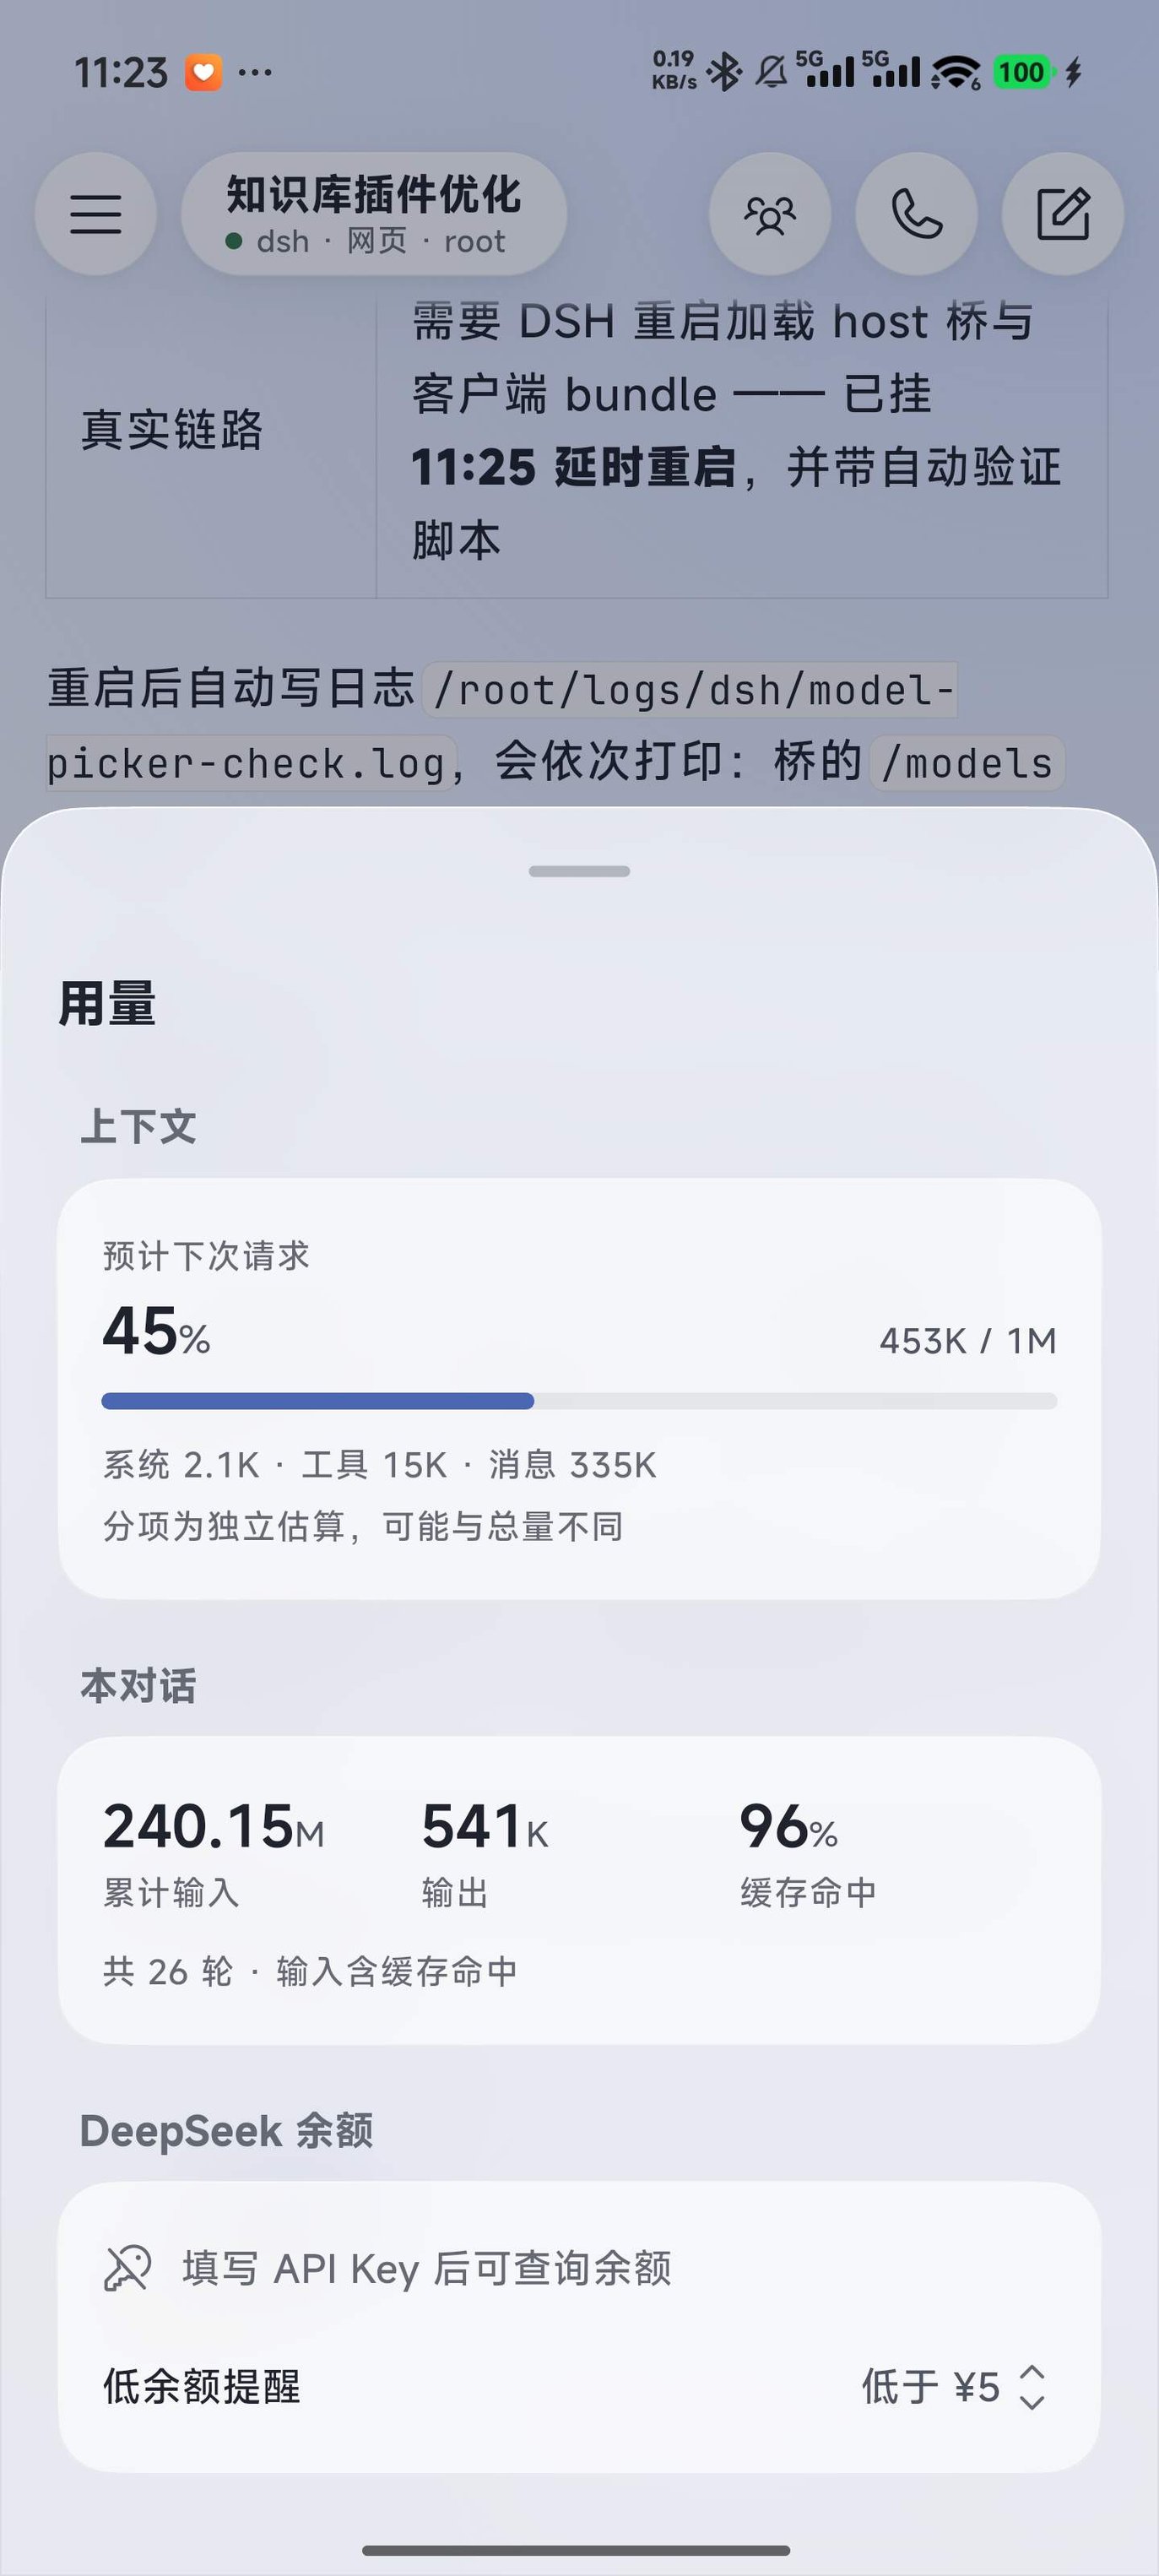 11:23
0.19 KB/s 5G 5G 6 100
知识库插件优化
dsh · 网页 · root
需要 DSH 重启加载 host 桥与
客户端 bundle —— 已挂
真实链路
11:25 延时重启，并带自动验证
脚本
重启后自动写日志 /root/logs/dsh/model-
picker-check.log，会依次打印：桥的 /models
用量
上下文
预计下次请求
45%
453K / 1M
系统 2.1K · 工具 15K · 消息 335K
分项为独立估算，可能与总量不同
本对话
240.15M 541K 96%
累计输入 输出 缓存命中
共 26 轮 · 输入含缓存命中
DeepSeek 余额
填写 API Key 后可查询余额
低余额提醒 低于 ¥5